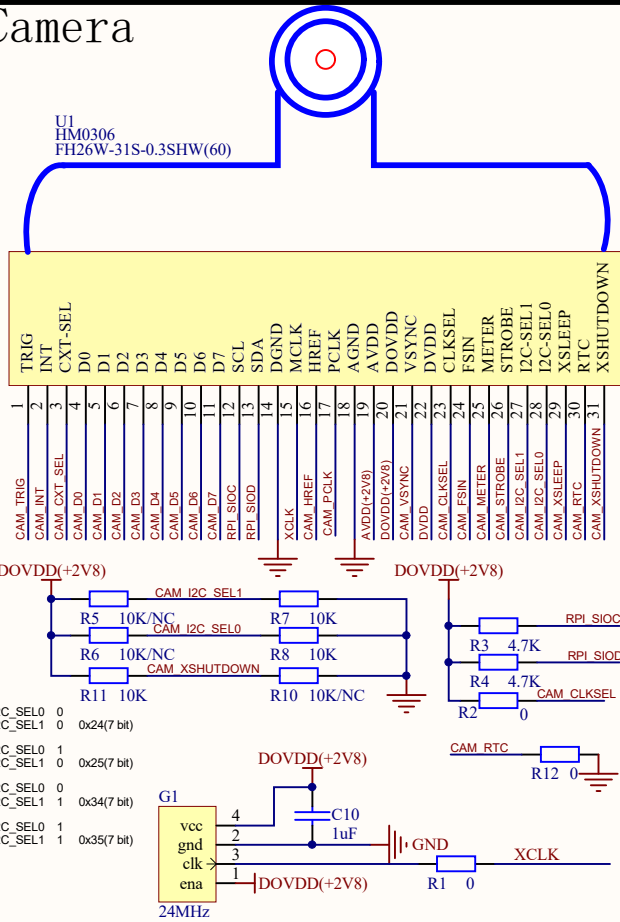 Camera
U1
HM0306
FH26W-31S-0.3SHW(60)
TRIG
INT
CXT-SEL
D0
D1
D2
D3
D4
D5
D6
D7
SCL
SDA
DGND
MCLK
HREF
PCLK
AGND
AVDD
DOVDD
VSYNC
DVDD
CLKSEL
FSIN
METER
STROBE
I2C-SEL1
I2C-SEL0
XSLEEP
RTC
XSHUTDOWN
1
2
3
4
5
6
7
8
9
10
11
12
13
14
15
16
17
18
19
20
21
22
23
24
25
26
27
28
29
30
31
CAM_TRIG
CAM_INT
CAM_CXT_SEL
CAM_D0
CAM_D1
CAM_D2
CAM_D3
CAM_D4
CAM_D5
CAM_D6
CAM_D7
RPI_SIOC
RPI_SIOD
XCLK
CAM_HREF
CAM_PCLK
AVDD(+2V8)
DOVDD(+2V8)
CAM_VSYNC
DVDD
CAM_CLKSEL
CAM_FSIN
CAM_METER
CAM_STROBE
CAM_I2C_SEL1
CAM_I2C_SEL0
CAM_XSLEEP
CAM_RTC
CAM_XSHUTDOWN
DOVDD(+2V8)
CAM_I2C_SEL1
R5 10K/NC
R7 10K
CAM_I2C_SEL0
R6 10K/NC
R8 10K
CAM_XSHUTDOWN
R11 10K
R10 10K/NC
DOVDD(+2V8)
RPI_SIOC
R3 4.7K
RPI_SIOD
R4 4.7K
CAM_CLKSEL
R2 0
CAM_RTC
R12 0
C_SEL0 0
C_SEL1 0 0x24(7 bit)
C_SEL0 1
C_SEL1 0 0x25(7 bit)
C_SEL0 0
C_SEL1 1 0x34(7 bit)
C_SEL0 1
C_SEL1 1 0x35(7 bit)
DOVDD(+2V8)
G1
vcc 4
gnd 2
clk 3
ena 1
24MHz
C10
1uF
GND
DOVDD(+2V8)
R1 0
XCLK